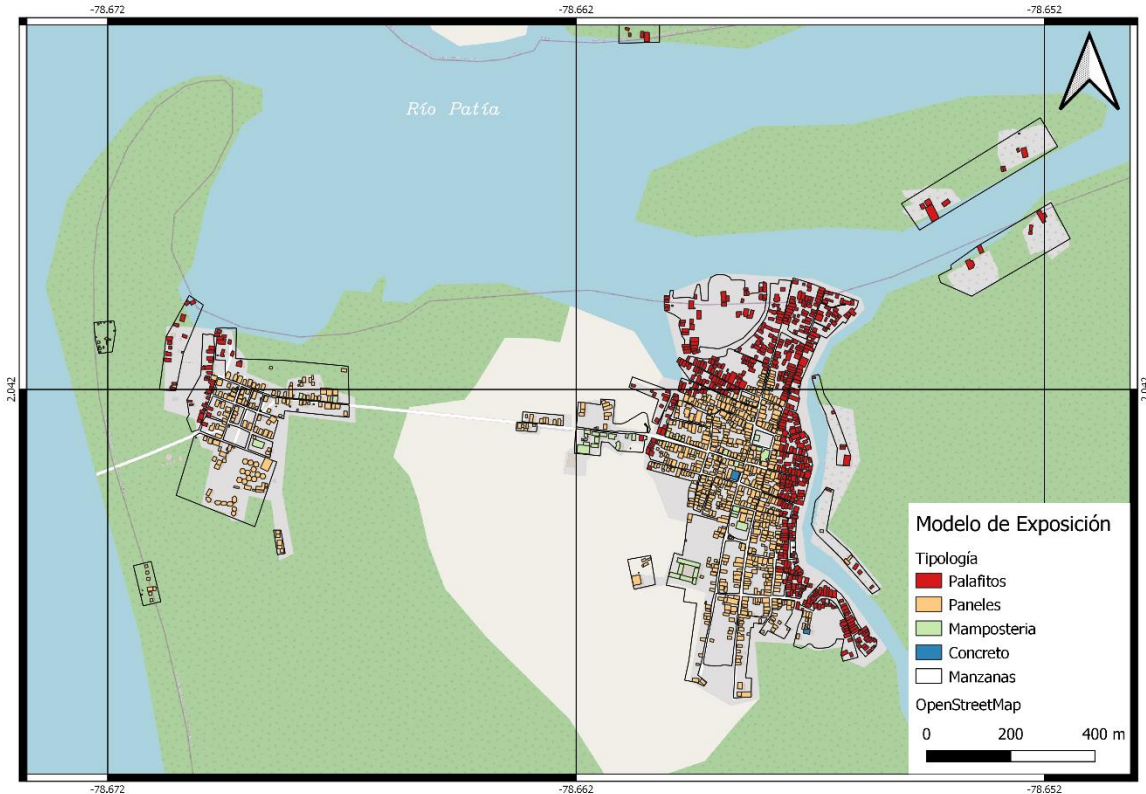 -78.672
-78.662
-78.652
Río Patía
2.042
2.042
Modelo de Exposición
Tipología
Palafitos
Paneles
Mamposteria
Concreto
Manzanas
OpenStreetMap
0 200 400 m
-78.672
-78.662
-78.652